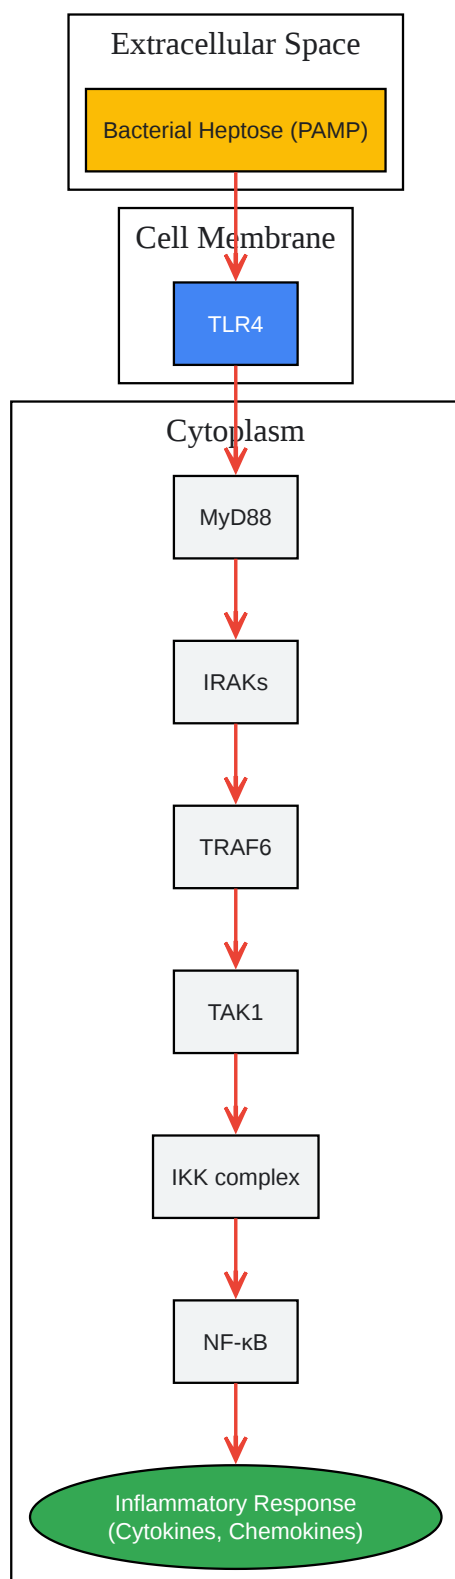 Extracellular Space
Bacterial Heptose (PAMP)
Cell Membrane
TLR4
Cytoplasm
MyD88
IRAKs
TRAF6
TAK1
IKK complex
NF-κB
Inflammatory Response
(Cytokines, Chemokines)